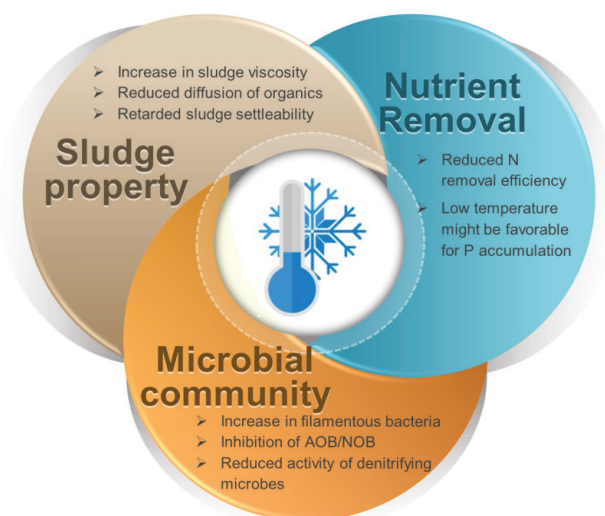 ➢ Increase in sludge viscosity
➢ Reduced diffusion of organics
➢ Retarded sludge settleability
Sludge
property
Nutrient
Removal
➢ Reduced N
removal efficiency
➢ Low temperature
might be favorable
for P accumulation
Microbial
community
➢ Increase in filamentous bacteria
➢ Inhibition of AOB/NOB
➢ Reduced activity of denitrifying
microbes